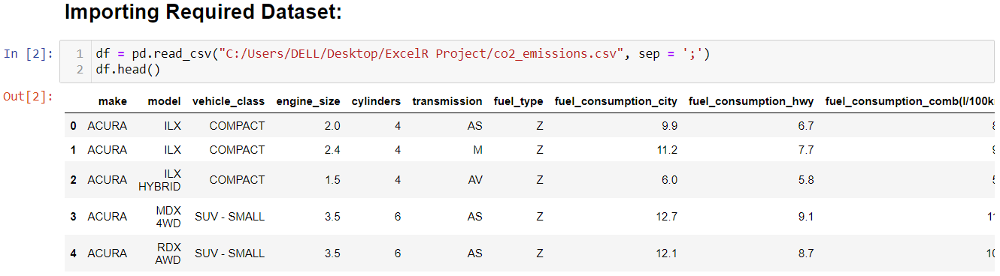 Importing Required Dataset:
In [2]: 1 df = pd.read_csv("C:/Users/DELL/Desktop/ExcelR Project/co2_emissions.csv", sep = ';')
2 df.head()
Out[2]:
make model vehicle_class engine_size cylinders transmission fuel_type fuel_consumption_city fuel_consumption_hwy fuel_consumption_comb(l/100k
0 ACURA ILX COMPACT 2.0 4 AS Z 9.9 6.7
1 ACURA ILX COMPACT 2.4 4 M Z 11.2 7.7
2 ACURA ILX HYBRID COMPACT 1.5 4 AV Z 6.0 5.8
3 ACURA MDX 4WD SUV - SMALL 3.5 6 AS Z 12.7 9.1
4 ACURA RDX AWD SUV - SMALL 3.5 6 AS Z 12.1 8.7